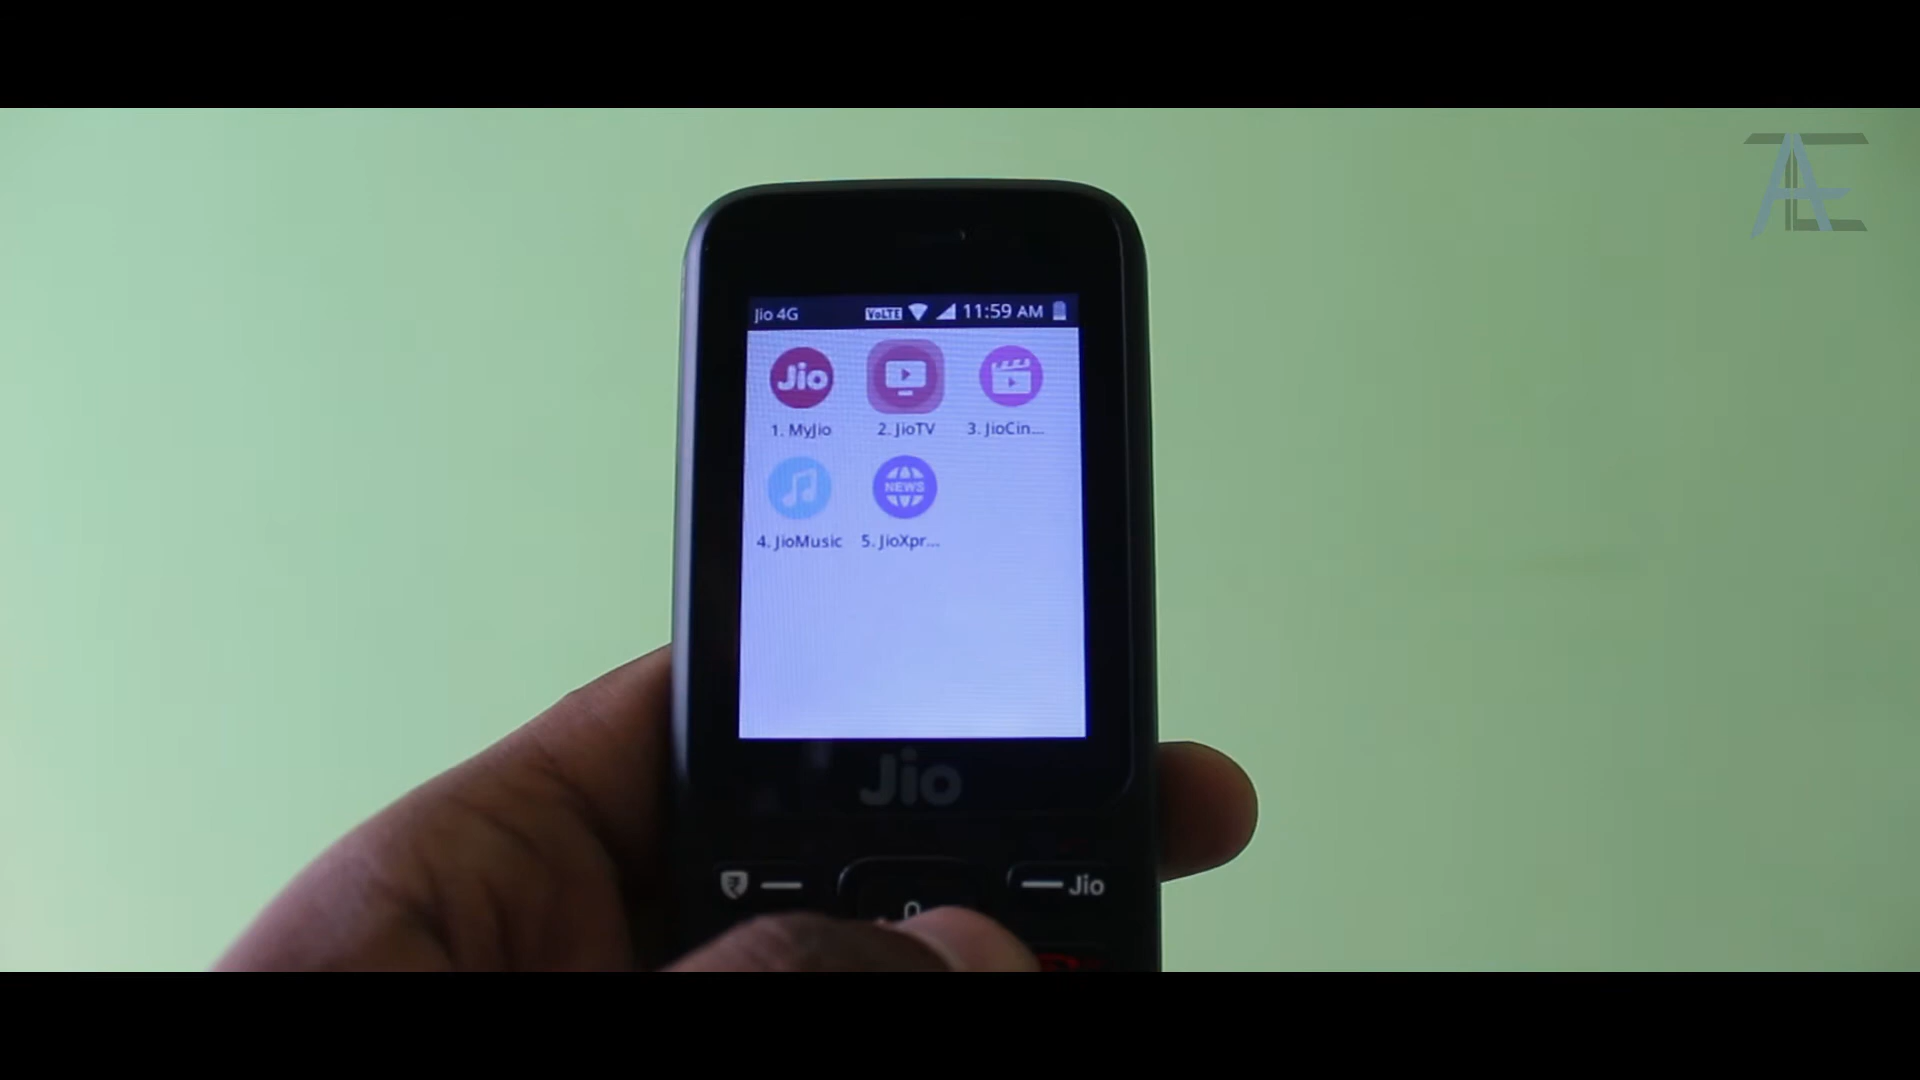 Jio 4G VoLTE 11:59 AM
Jio
1. MyJio 2. JioTV 3. JioCin...
NEWS
4. JioMusic 5. JioXpr...
Jio
Jio